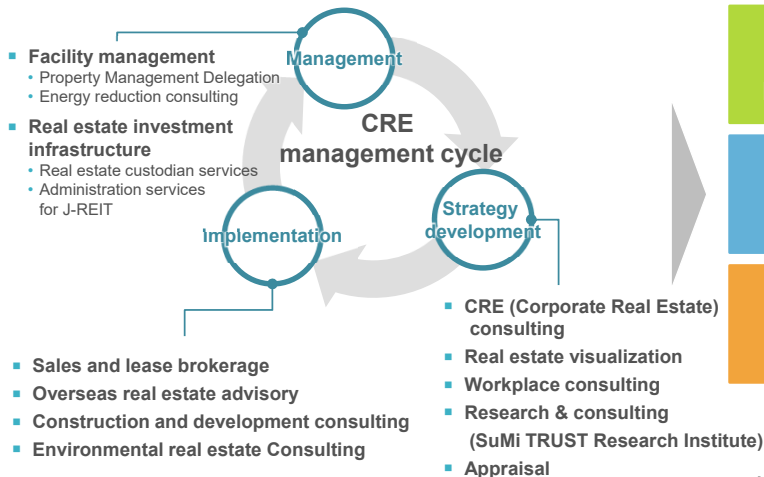 Management
▪ Facility management
• Property Management Delegation
• Energy reduction consulting
▪ Real estate investment
infrastructure
• Real estate custodian services
• Administration services
for J-REIT
CRE
management cycle
Strategy
development
Implementation
▪ Sales and lease brokerage
▪ Overseas real estate advisory
▪ Construction and development consulting
▪ Environmental real estate Consulting
▪ CRE (Corporate Real Estate)
consulting
▪ Real estate visualization
▪ Workplace consulting
▪ Research & consulting
(SuMi TRUST Research Institute)
▪ Appraisal